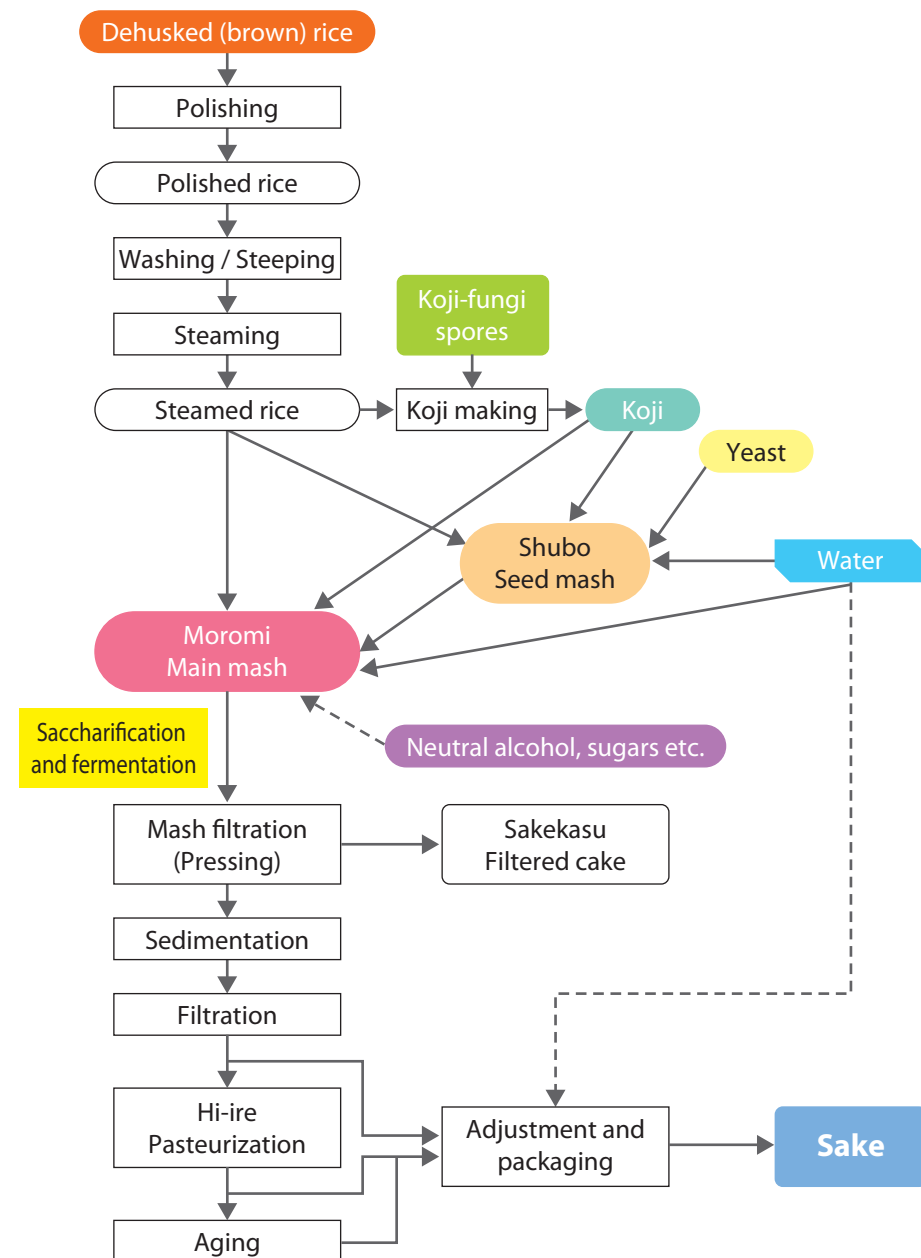 Dehusked (brown) rice
Polishing
Polished rice
Washing / Steeping
Steaming
Koji-fungi
spores
Steamed rice
Koji making
Koji
Yeast
Shubo
Seed mash
Water
Moromi
Main mash
Saccharification
and fermentation
Neutral alcohol, sugars etc.
Mash filtration
(Pressing)
Sakekasu
Filtered cake
Sedimentation
Filtration
Hi-ire
Pasteurization
Adjustment and
packaging
Sake
Aging